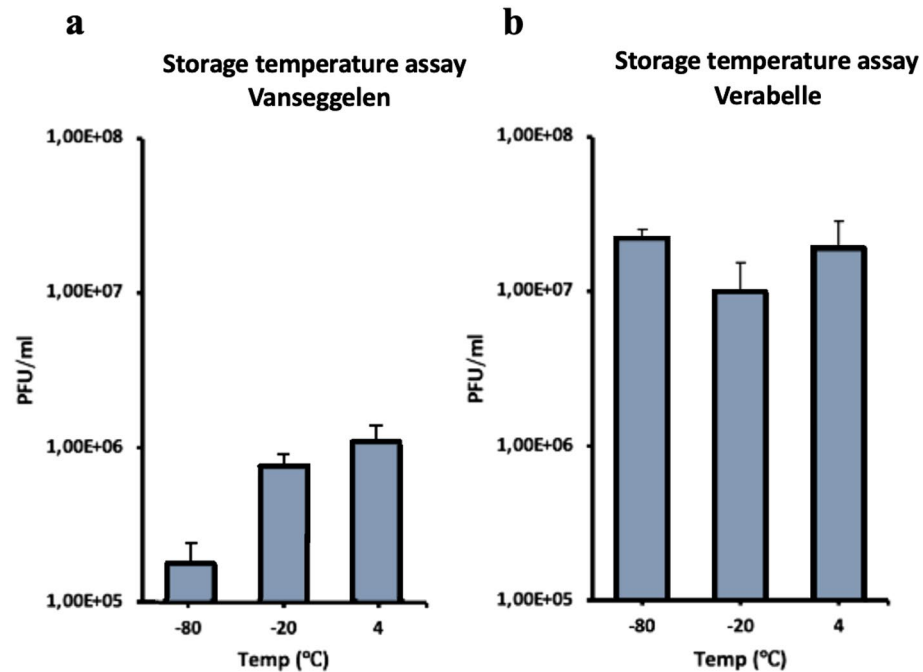 a
Storage temperature assay
Vanseggelen
1,00E+08
1,00E+07
1,00E+06
1,00E+05
PFU/ml
-80 -20 4
Temp (°C)
b
Storage temperature assay
Verabelle
1,00E+08
1,00E+07
1,00E+06
1,00E+05
PFU/ml
-80 -20 4
Temp (°C)